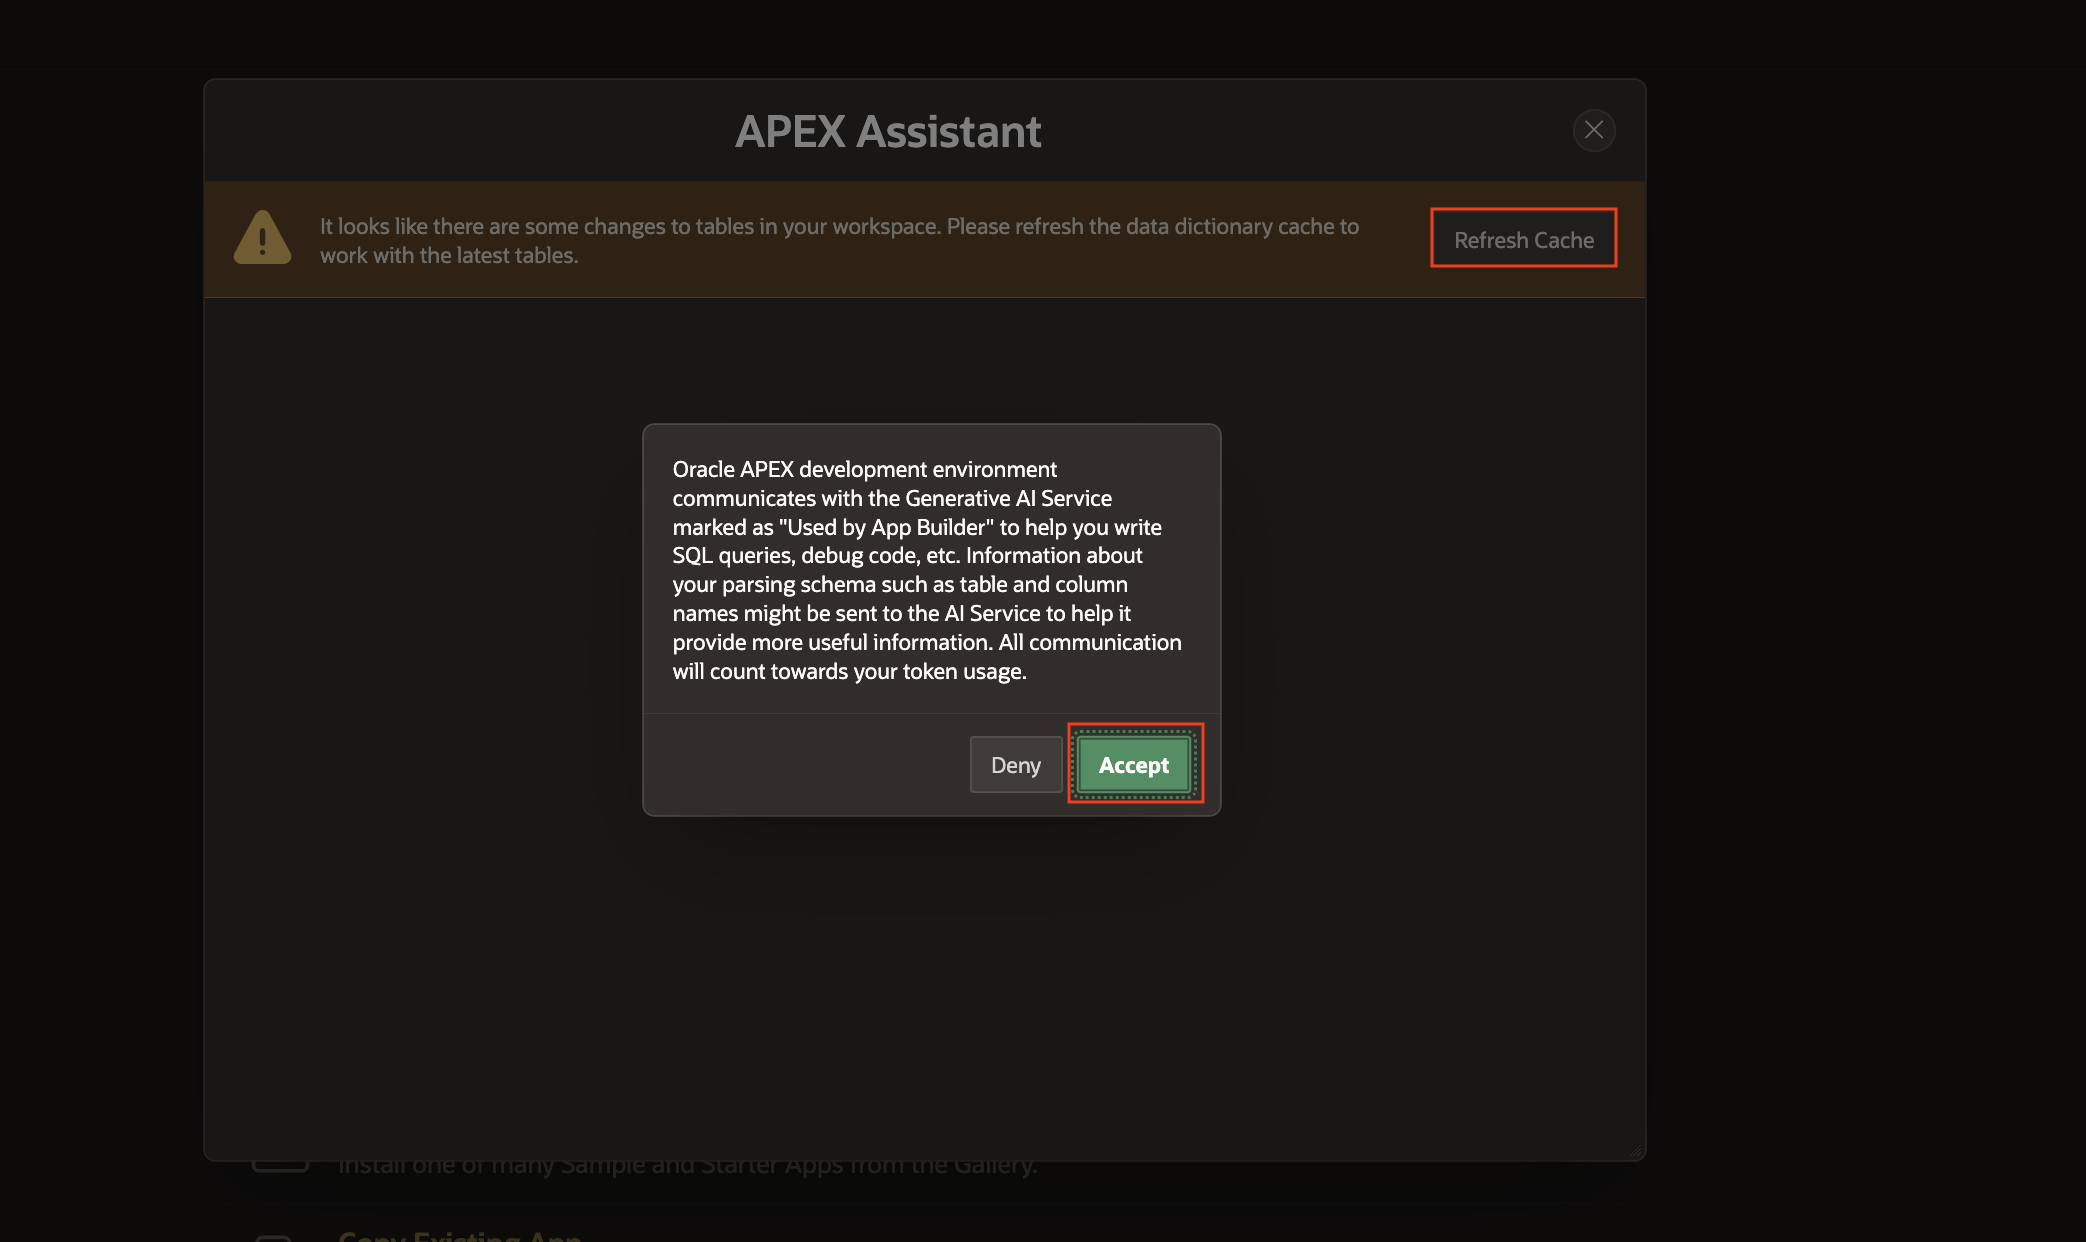 APEX Assistant
It looks like there are some changes to tables in your workspace. Please refresh the data dictionary cache to
work with the latest tables.
Refresh Cache
Oracle APEX development environment
communicates with the Generative AI Service
marked as "Used by App Builder" to help you write
SQL queries, debug code, etc. Information about
your parsing schema such as table and column
names might be sent to the AI Service to help it
provide more useful information. All communication
will count towards your token usage.
Deny
Accept
Install one of many Sample and Starter Apps from the Gallery.
Copy Existing App